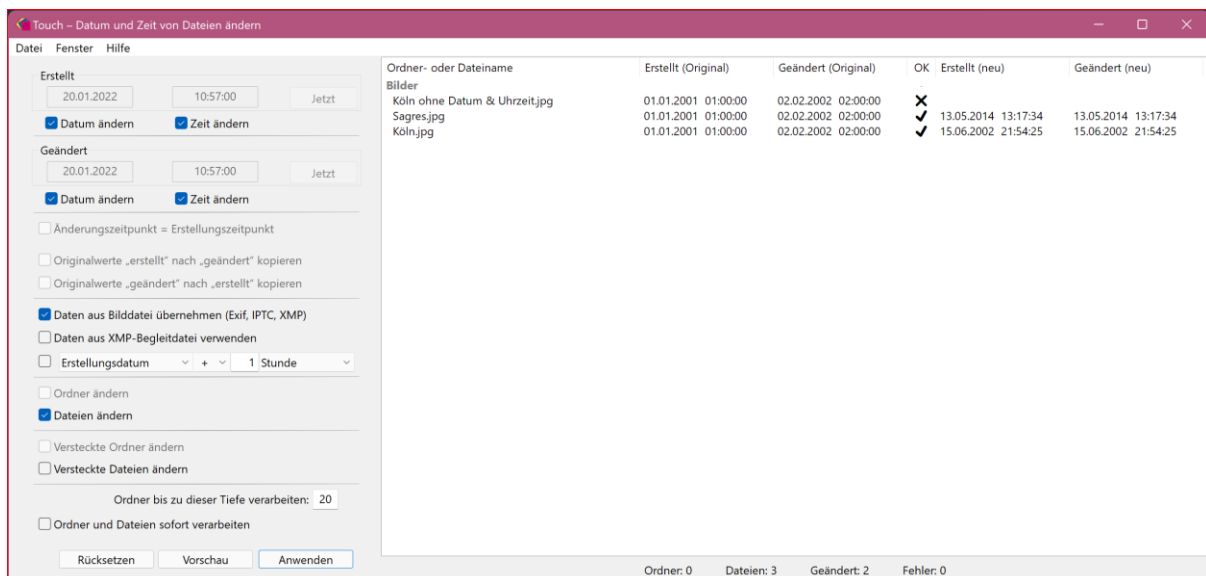 Touch – Datum und Zeit von Dateien ändern
Datei Fenster Hilfe
Erstellt
20.01.2022 10:57:00 Jetzt
Datum ändern Zeit ändern
Geändert
20.01.2022 10:57:00 Jetzt
Datum ändern Zeit ändern
Änderungszeitpunkt = Erstellungszeitpunkt
Originalwerte „erstellt“ nach „geändert“ kopieren
Originalwerte „geändert“ nach „erstellt“ kopieren
Daten aus Bilddatei übernehmen (Exif, IPTC, XMP)
Daten aus XMP-Begleitdatei verwenden
Erstellungsdatum + 1 Stunde
Ordner ändern
Dateien ändern
Versteckte Ordner ändern
Versteckte Dateien ändern
Ordner bis zu dieser Tiefe verarbeiten: 20
Ordner und Dateien sofort verarbeiten
Rücksetzen Vorschau Anwenden
Ordner- oder Dateiname Erstellt (Original) Geändert (Original) OK Erstellt (neu) Geändert (neu)
Bilder
Köln ohne Datum & Uhrzeit.jpg 01.01.2001 01:00:00 02.02.2002 02:00:00
Sagres.jpg 01.01.2001 01:00:00 02.02.2002 02:00:00 13.05.2014 13:17:34 13.05.2014 13:17:34
Köln.jpg 01.01.2001 01:00:00 02.02.2002 02:00:00 15.06.2002 21:54:25 15.06.2002 21:54:25
Ordner: 0 Dateien: 3 Geändert: 2 Fehler: 0